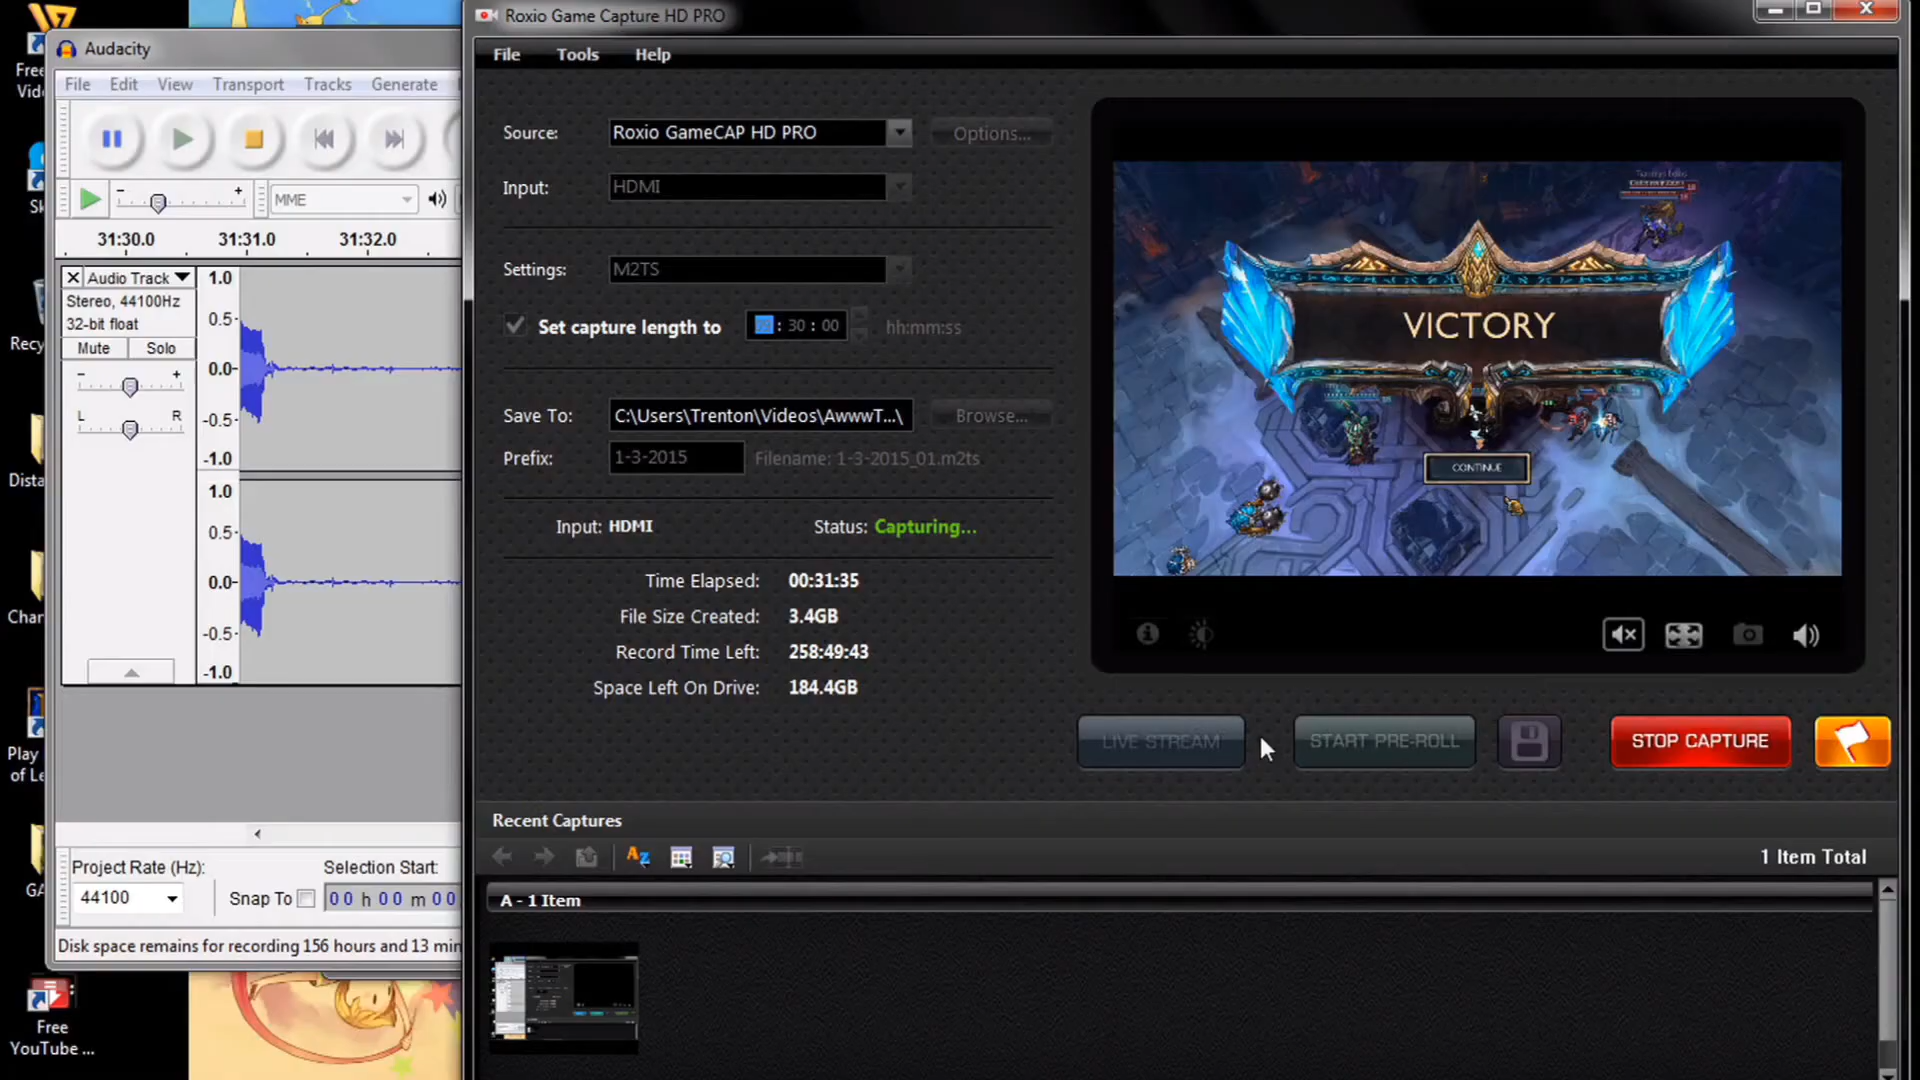 Free
Vid
Sk
Recy
Dista
Char
Play
of Le
GA
Free
YouTube ...
Audacity
File Edit View Transport Tracks Generate
- +
MME
31:30.0 31:31.0 31:32.0
Audio Track
Stereo, 44100Hz
32-bit float
Mute Solo
- +
L R
1.0
0.5
0.0
-0.5
-1.0
1.0
0.5
0.0
-0.5
-1.0
Project Rate (Hz): Selection Start:
44100 Snap To 00 h 00 m 00
Disk space remains for recording 156 hours and 13 min
Roxio Game Capture HD PRO
File Tools Help
Source: Roxio GameCAP HD PRO Options...
Input: HDMI
Settings: M2TS
Set capture length to : 30 : 00 hh:mm:ss
Save To: C:\Users\Trenton\Videos\AwwwT...\ Browse...
Prefix: 1-3-2015 Filename: 1-3-2015_01.m2ts
Input: HDMI Status: Capturing...
Time Elapsed: 00:31:35
File Size Created: 3.4GB
Record Time Left: 258:49:43
Space Left On Drive: 184.4GB
VICTORY
CONTINUE
LIVE STREAM START PRE-ROLL STOP CAPTURE
Recent Captures
1 Item Total
A - 1 Item